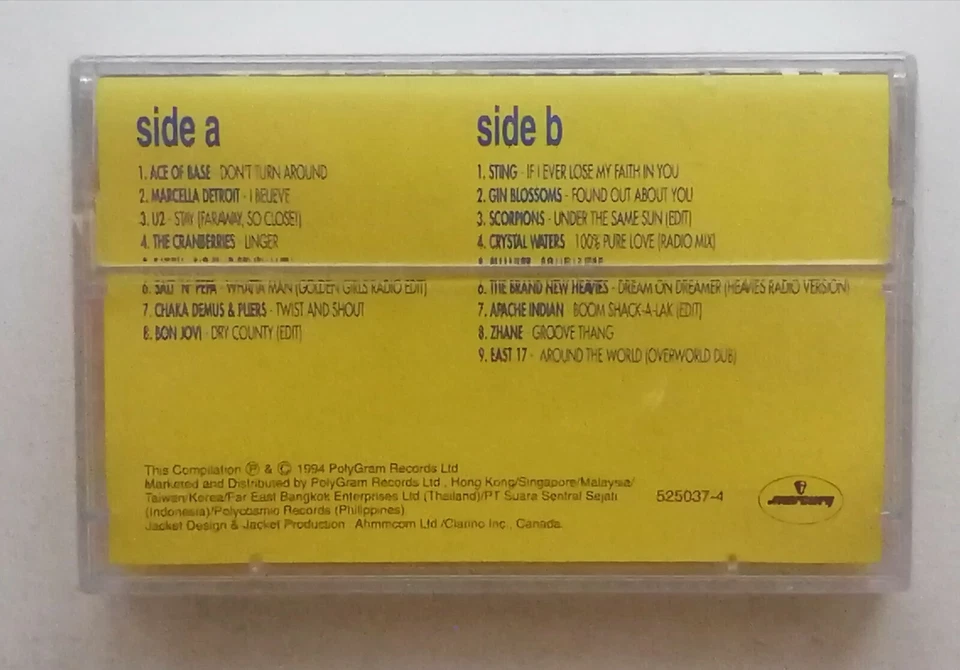 side a
1. ACE OF BASE - DON'T TURN AROUND
2. MARCELLA DETROIT - I BELIEVE
3. U2 - STAY (FARAWAY, SO CLOSE!)
4. THE CRANBERRIES - LINGER
6. SALT 'N' PEPA - WHATTA MAN (GOLDEN GIRLS RADIO EDIT)
7. CHAKA DEMUS & PLIERS - TWIST AND SHOUT
8. BON JOVI - DRY COUNTY (EDIT)
side b
1. STING - IF I EVER LOSE MY FAITH IN YOU
2. GIN BLOSSOMS - FOUND OUT ABOUT YOU
3. SCORPIONS - UNDER THE SAME SUN (EDIT)
4. CRYSTAL WATERS - 100% PURE LOVE (RADIO MIX)
6. THE BRAND NEW HEAVIES - DREAM ON DREAMER (HEAVIES RADIO VERSION)
7. APACHE INDIAN - BOOM SHACK-A-LAK (EDIT)
8. ZHANE - GROOVE THANG
9. EAST 17 - AROUND THE WORLD (OVERWORLD DUB)
This Compilation Ⓟ & © 1994 PolyGram Records Ltd
Marketed and Distributed by PolyGram Records Ltd., Hong Kong/Singapore/Malaysia/
Taiwan/Korea/Far East Bangkok Enterprises Ltd (Thailand)/PT Suara Sentral Sejati
(Indonesia)/Polycosmic Records (Philippines).
Jacket Design & Jacket Production: Ahmmcom Ltd./Clarino Inc., Canada.
525037-4
mercury